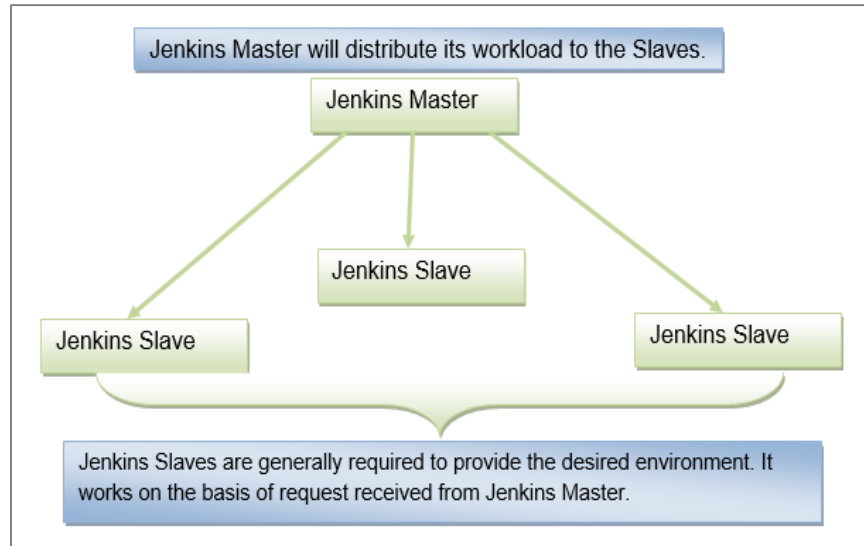 Jenkins Master will distribute its workload to the Slaves.
Jenkins Master
Jenkins Slave
Jenkins Slave
Jenkins Slave
Jenkins Slaves are generally required to provide the desired environment. It
works on the basis of request received from Jenkins Master.